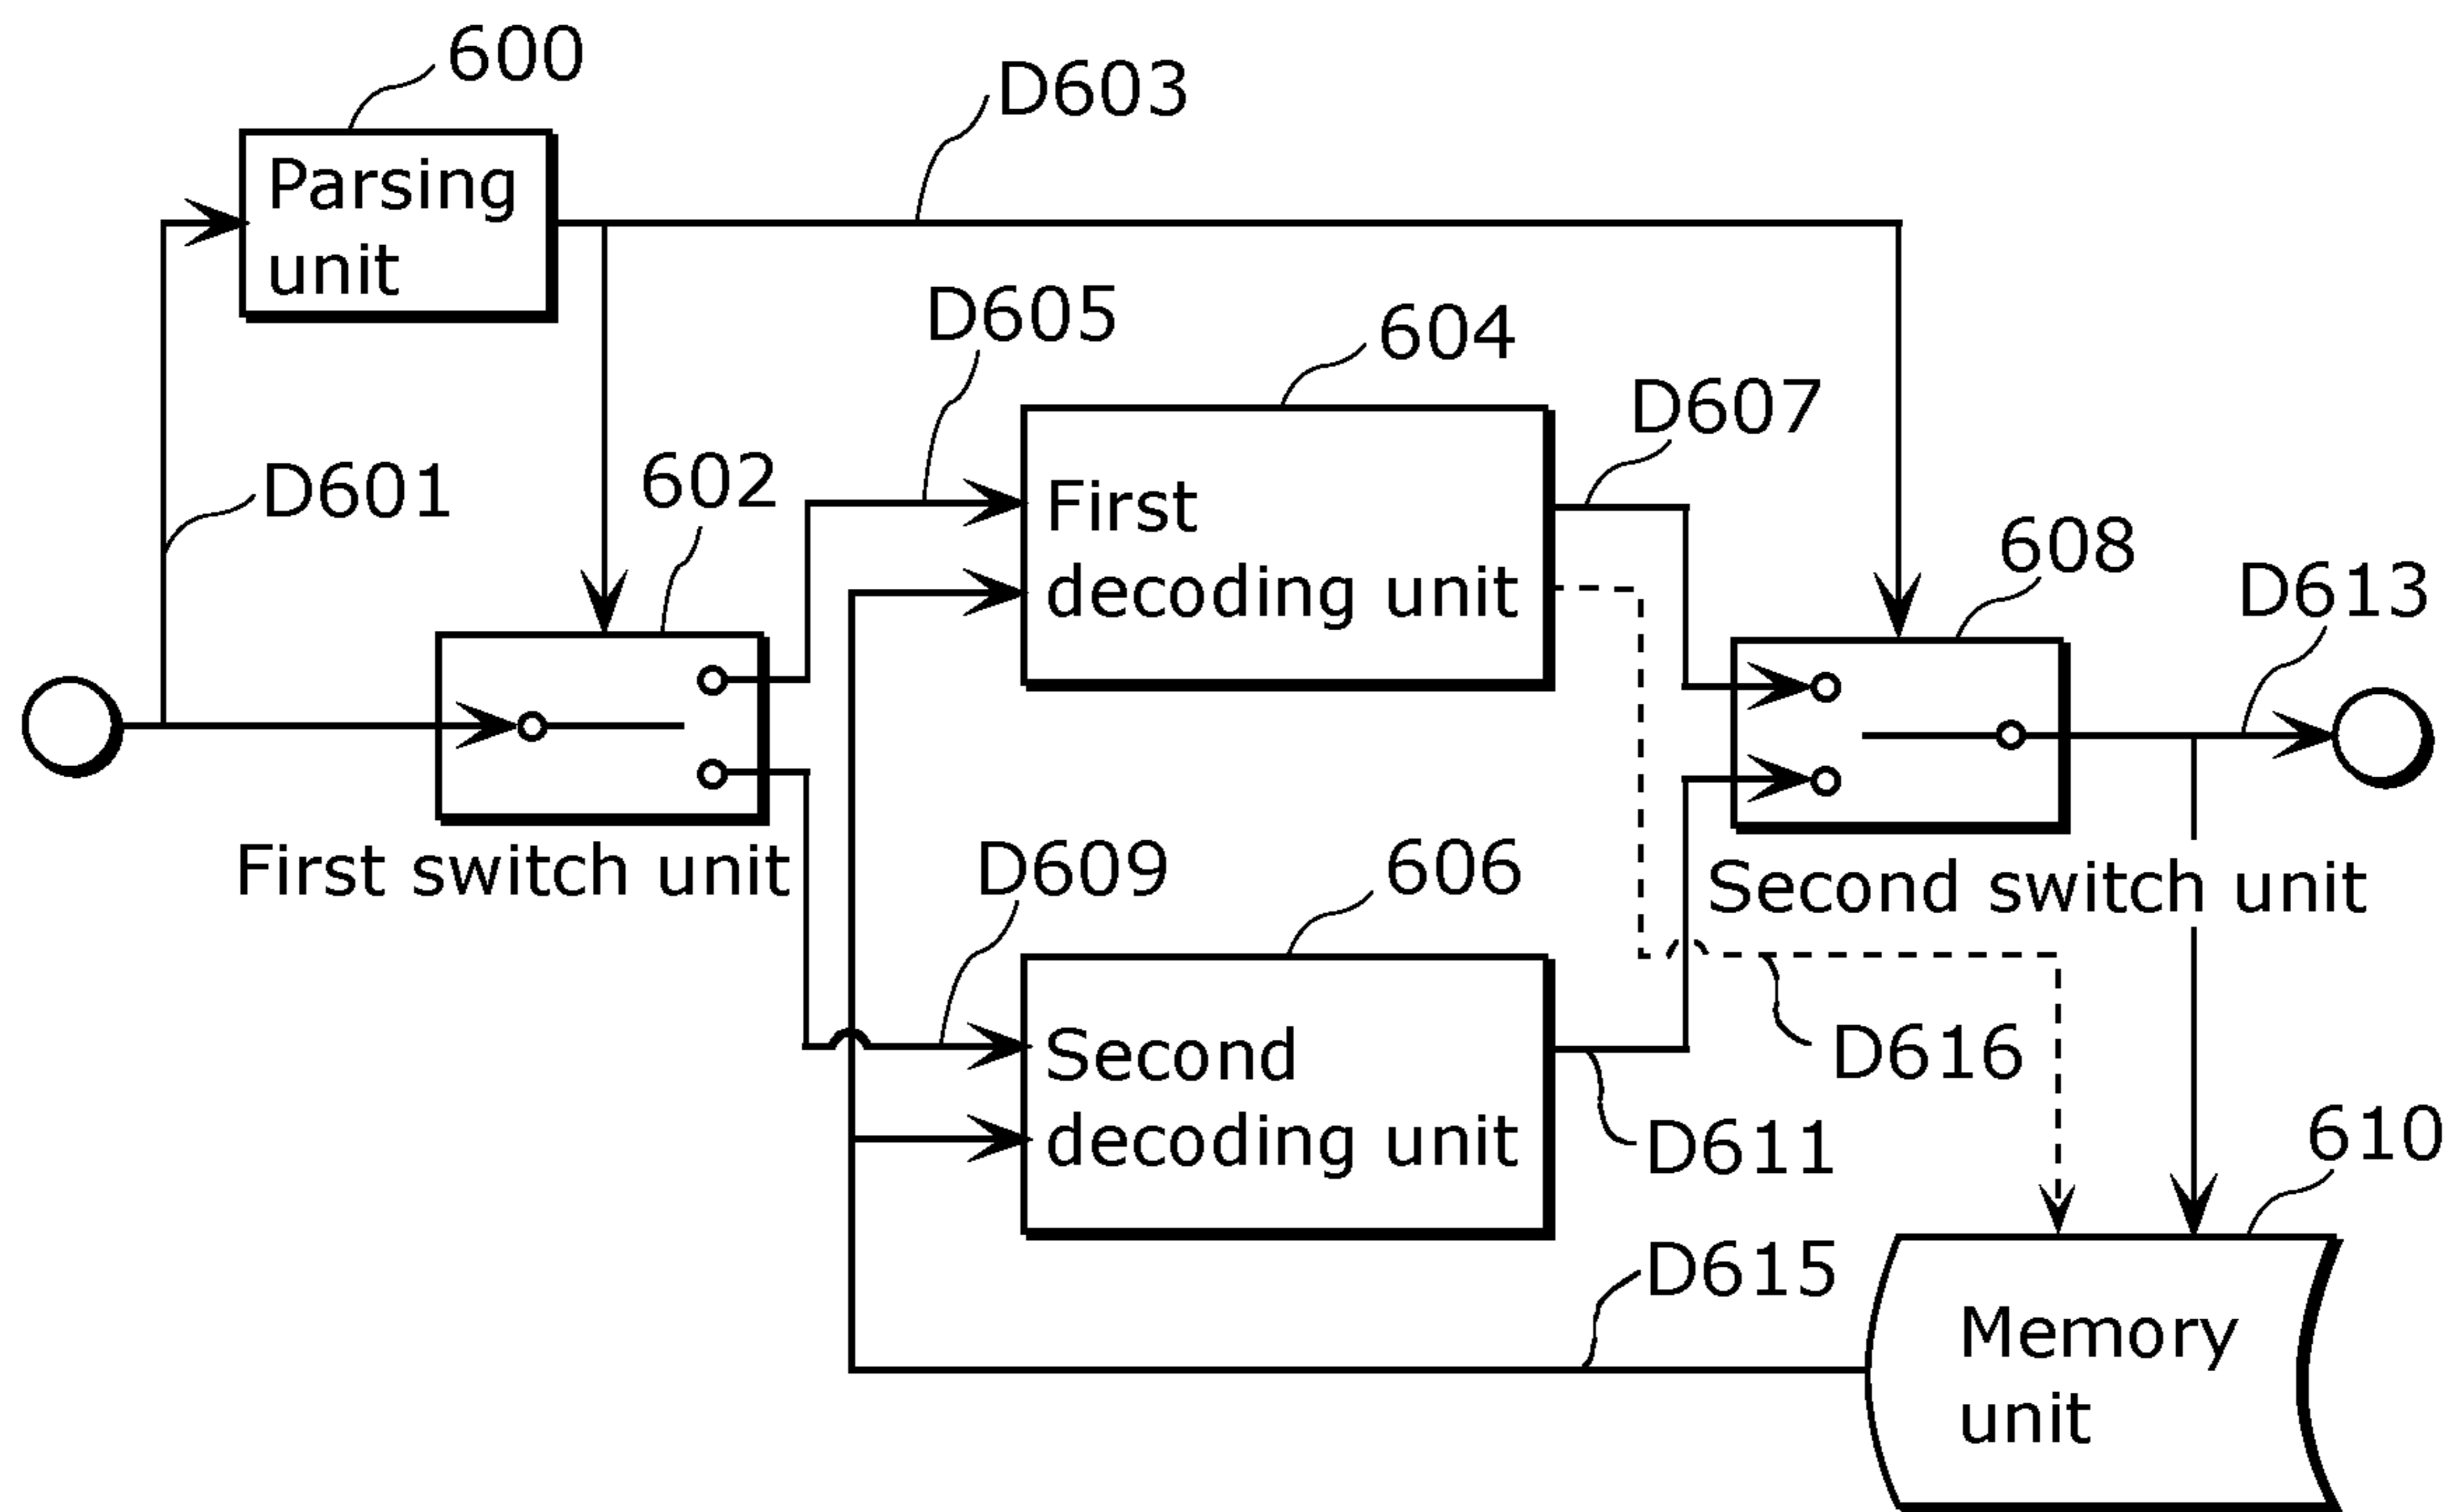 600
D603
Parsing
unit
D605
604
D607
D601
602
First
decoding unit
608
D613
First switch unit
D609
606
Second switch unit
Second
decoding unit
D616
D611
610
D615
Memory
unit